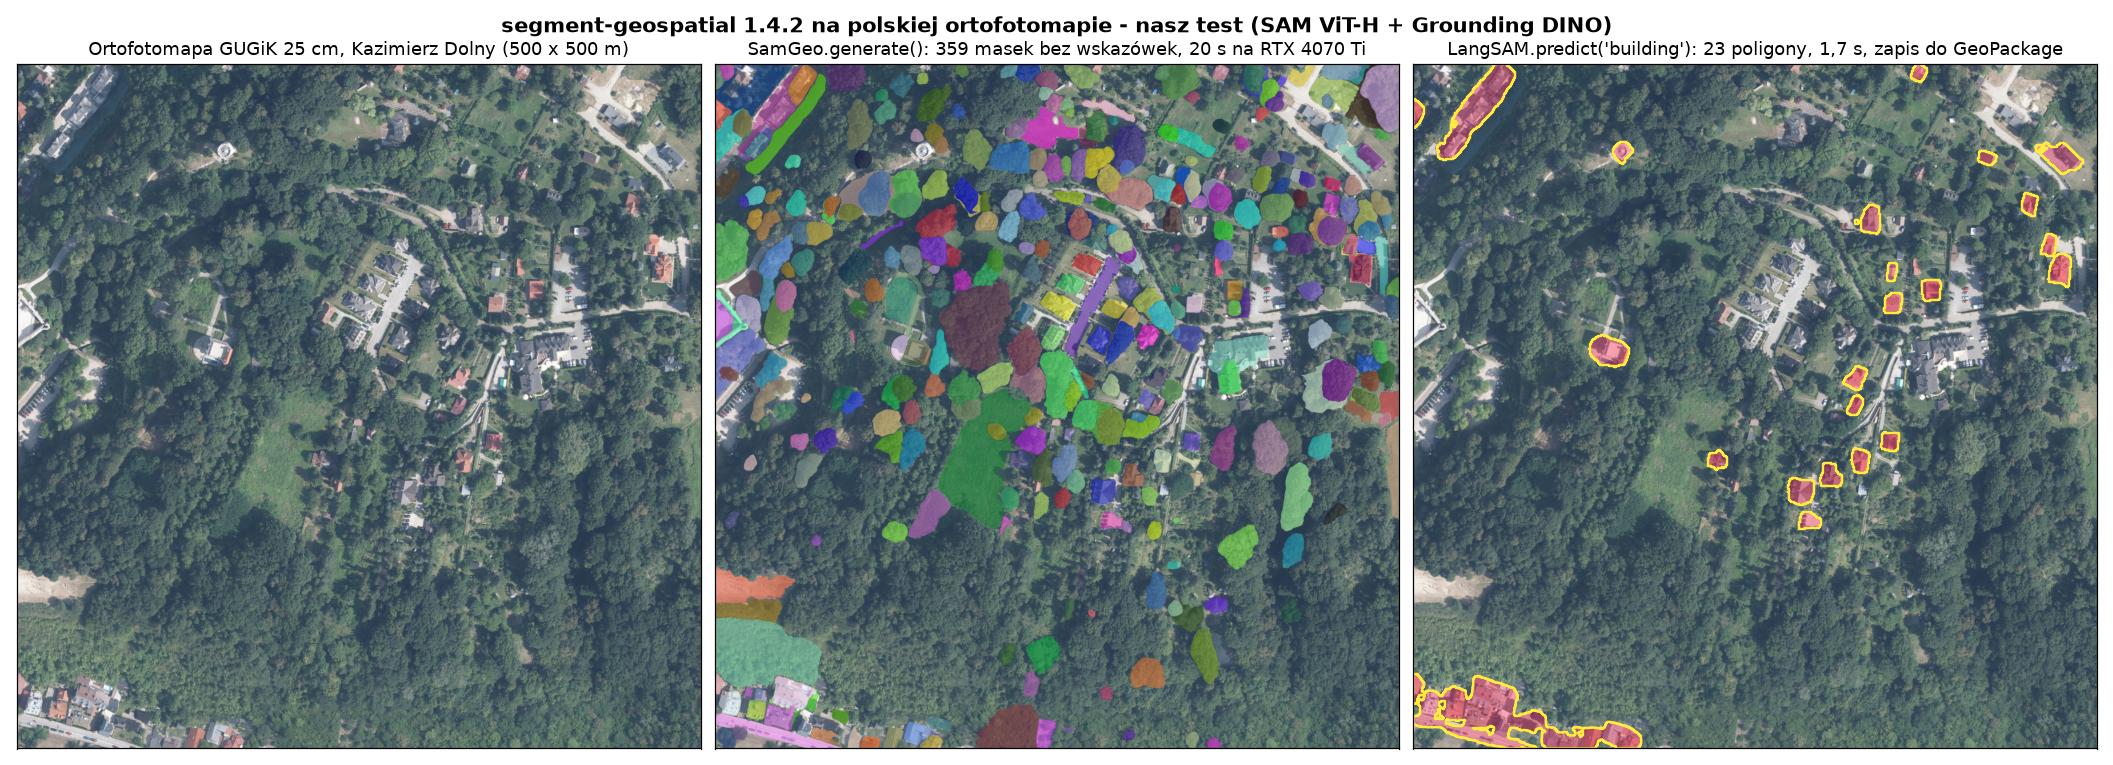 segment-geospatial 1.4.2 na polskiej ortofotomapie - nasz test (SAM ViT-H + Grounding DINO)
Ortofotomapa GUGiK 25 cm, Kazimierz Dolny (500 x 500 m)
SamGeo.generate(): 359 masek bez wskazówek, 20 s na RTX 4070 Ti
LangSAM.predict('building'): 23 poligony, 1,7 s, zapis do GeoPackage